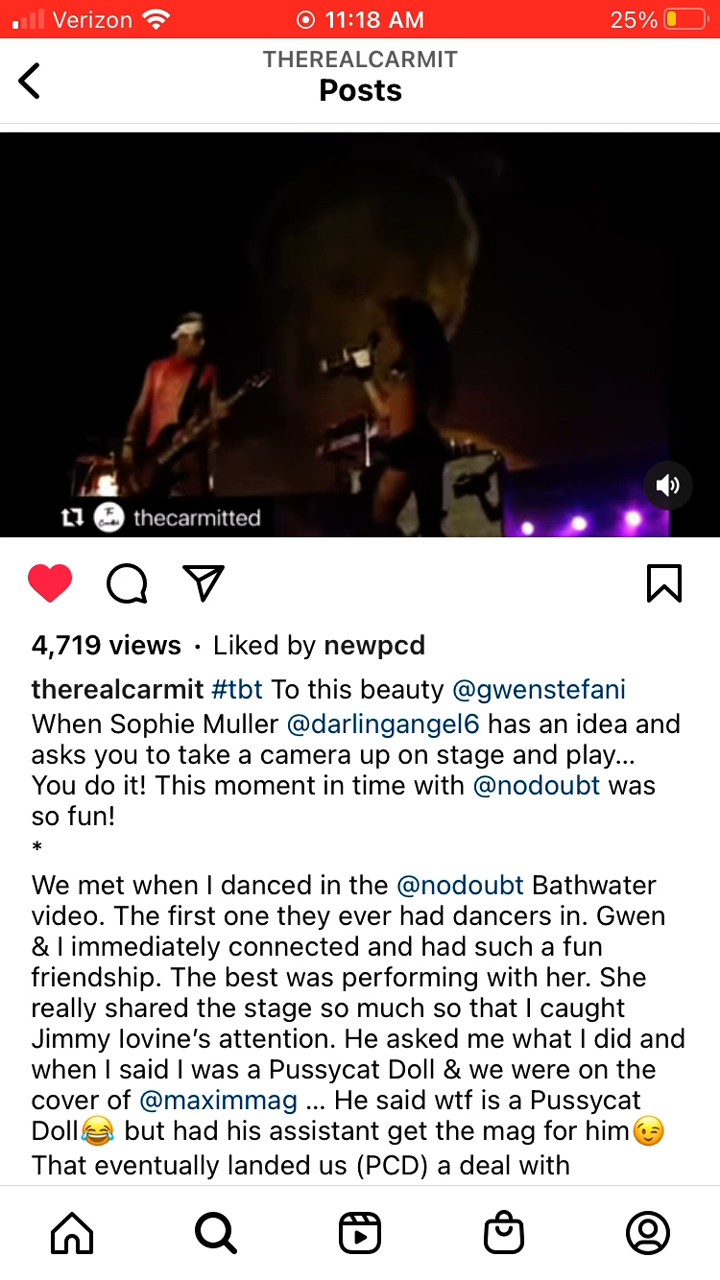 Verizon 11:18 AM 25%
THEREALCARMIT
Posts
thecarmitted
4,719 views · Liked by newpcd
therealcarmit #tbt To this beauty @gwenstefani
When Sophie Muller @darlingangel6 has an idea and
asks you to take a camera up on stage and play...
You do it! This moment in time with @nodoubt was
so fun!
*
We met when I danced in the @nodoubt Bathwater
video. The first one they ever had dancers in. Gwen
& I immediately connected and had such a fun
friendship. The best was performing with her. She
really shared the stage so much so that I caught
Jimmy Iovine's attention. He asked me what I did and
when I said I was a Pussycat Doll & we were on the
cover of @maximmag ... He said wtf is a Pussycat
Doll😂 but had his assistant get the mag for him😉
That eventually landed us (PCD) a deal with